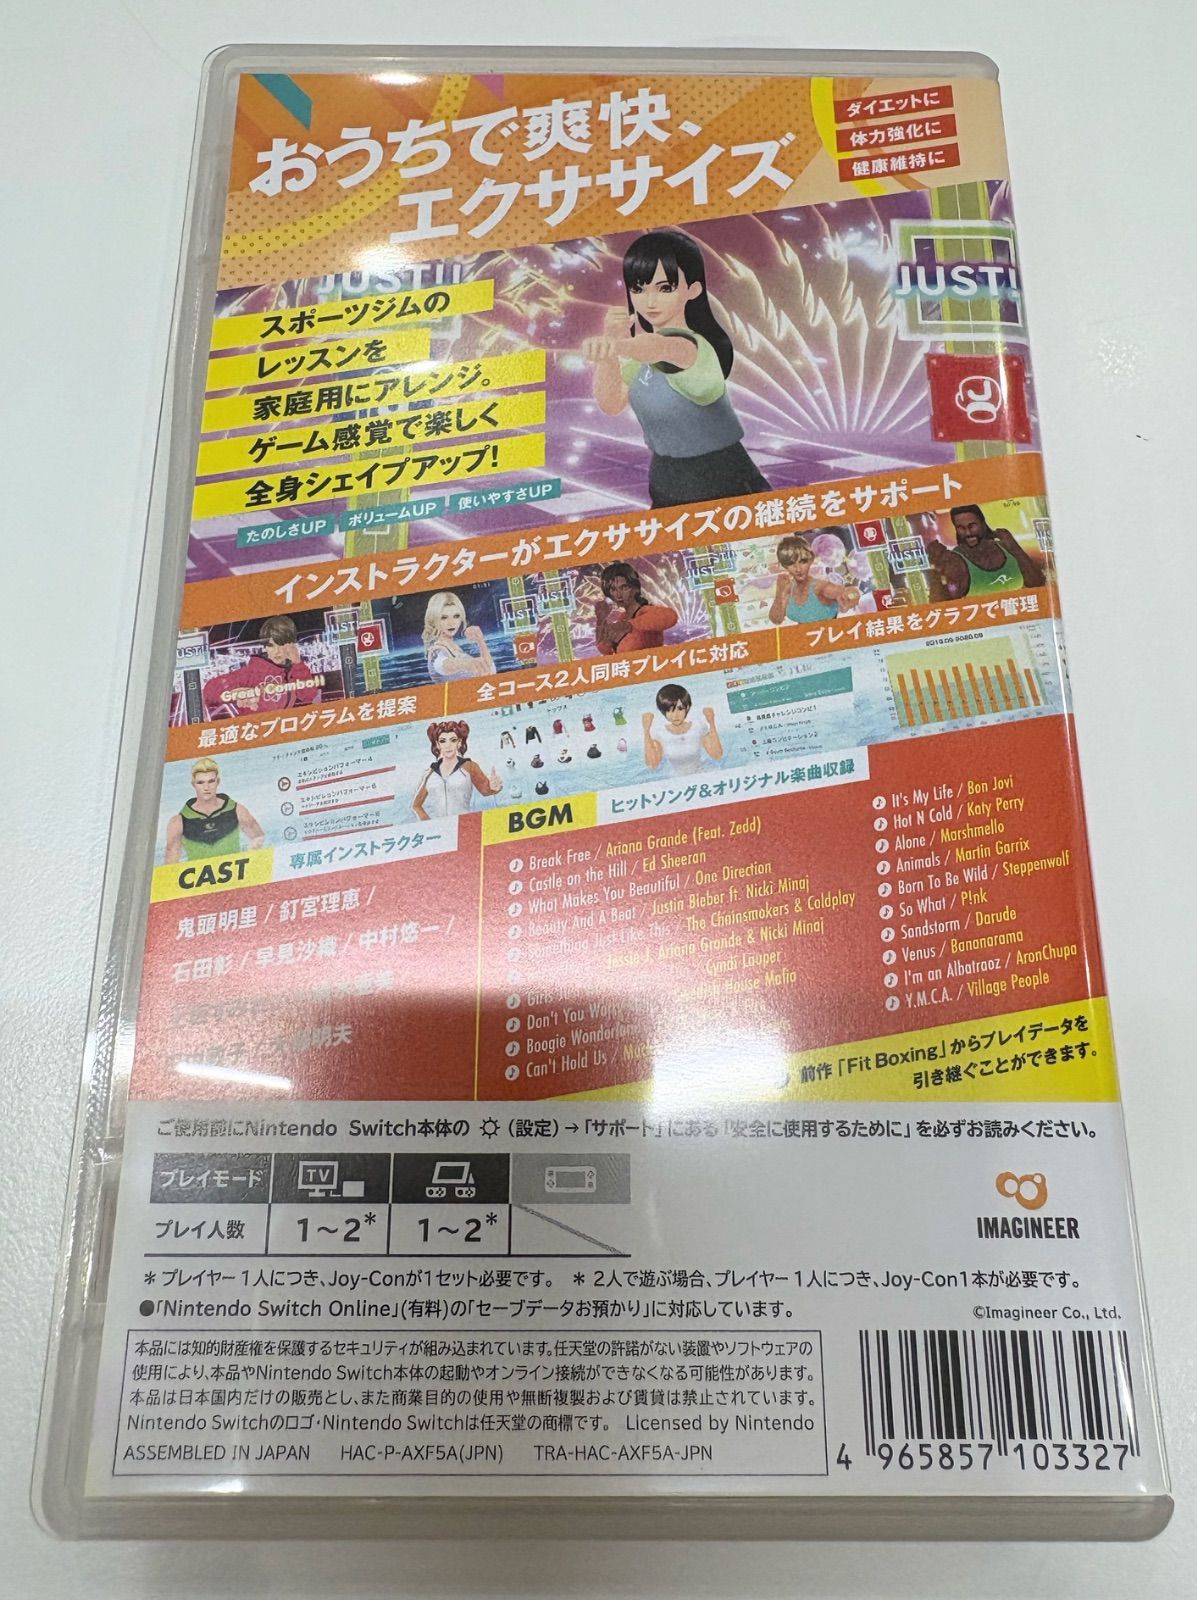 おうちで爽快、
エクササイズ
ダイエットに
体力強化に
健康維持に
JUST!!
JUST!
スポーツジムの
レッスンを
家庭用にアレンジ。
ゲーム感覚で楽しく
全身シェイプアップ!
たのしさUP
ボリュームUP
使いやすさUP
インストラクターがエクササイズの継続をサポート
JUST!
Great Combo!!
最適なプログラムを提案
全コース2人同時プレイに対応
プレイ結果をグラフで管理
CAST 専属インストラクター
鬼頭明里 / 釘宮理恵 /
石田彰 / 早見沙織 / 中村悠一 /
明夫
BGM ヒットソング&オリジナル楽曲収録
Break Free / Ariana Grande (Feat. Zedd)
Castle on the Hill / Ed Sheeran
What Makes You Beautiful / One Direction
Beauty And A Beat / Justin Bieber ft. Nicki Minaj
Something Just Like This / The Chainsmokers & Coldplay
Jessie J, Ariana Grande & Nicki Minaj
Girls Just Cyndi Lauper
Don't You Worry Swedish House Mafia
Boogie Wonderland
Can't Hold Us /
It's My Life / Bon Jovi
Hot N Cold / Katy Perry
Alone / Marshmello
Animals / Martin Garrix
Born To Be Wild / Steppenwolf
So What / P!nk
Sandstorm / Darude
Venus / Bananarama
I'm an Albatraoz / AronChupa
Y.M.C.A. / Village People
前作「Fit Boxing」からプレイデータを
引き継ぐことができます。
ご使用前にNintendo Switch本体の (設定)→「サポート」にある「安全に使用するために」を必ずお読みください。
プレイモード TV
プレイ人数 1~2* 1~2*
IMAGINEER
*プレイヤー1人につき、Joy-Conが1セット必要です。 *2人で遊ぶ場合、プレイヤー1人につき、Joy-Con1本が必要です。
●「Nintendo Switch Online」(有料)の「セーブデータお預かり」に対応しています。
©Imagineer Co., Ltd.
本品には知的財産権を保護するセキュリティが組み込まれています。任天堂の許諾がない装置やソフトウェアの
使用により、本品やNintendo Switch本体の起動やオンライン接続ができなくなる可能性があります。
本品は日本国内だけの販売とし、また商業目的の使用や無断複製および賃貸は禁止されています。
Nintendo Switchのロゴ・Nintendo Switchは任天堂の商標です。 Licensed by Nintendo
ASSEMBLED IN JAPAN HAC-P-AXF5A(JPN) TRA-HAC-AXF5A-JPN
4 965857 103327